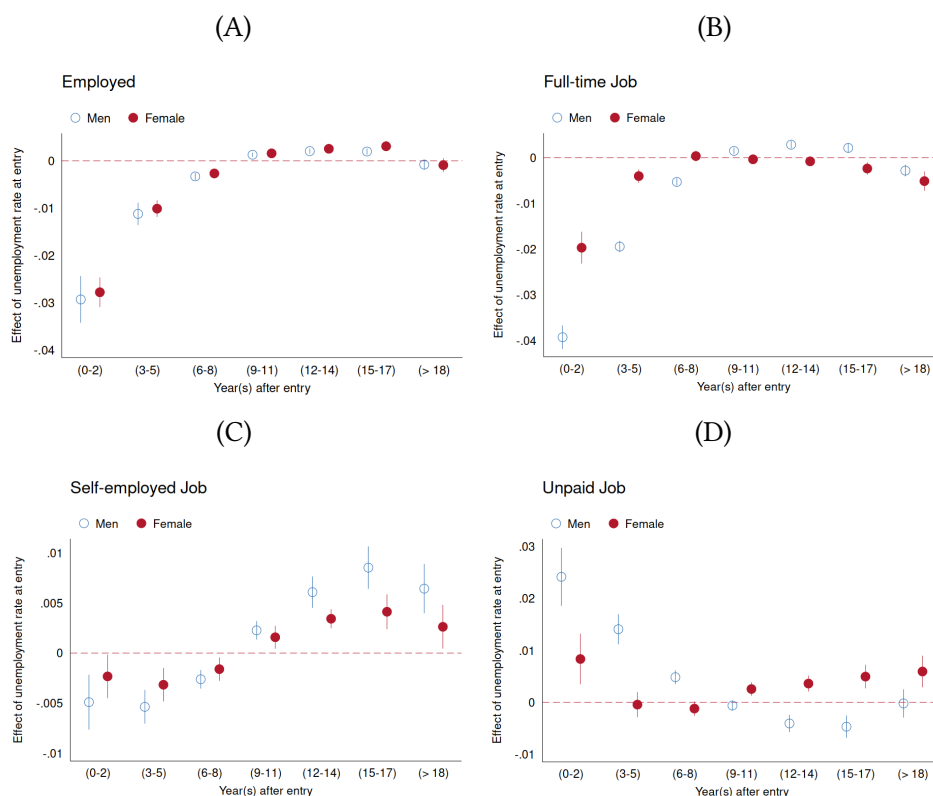 (A)
Employed
Men Female
Effect of unemployment rate at entry
0
-.01
-.02
-.03
-.04
(0-2) (3-5) (6-8) (9-11) (12-14) (15-17) (> 18)
Year(s) after entry
(B)
Full-time Job
Men Female
Effect of unemployment rate at entry
0
-.01
-.02
-.03
-.04
(0-2) (3-5) (6-8) (9-11) (12-14) (15-17) (> 18)
Year(s) after entry
(C)
Self-employed Job
Men Female
Effect of unemployment rate at entry
.01
.005
0
-.005
-.01
(0-2) (3-5) (6-8) (9-11) (12-14) (15-17) (> 18)
Year(s) after entry
(D)
Unpaid Job
Men Female
Effect of unemployment rate at entry
.03
.02
.01
0
-.01
(0-2) (3-5) (6-8) (9-11) (12-14) (15-17) (> 18)
Year(s) after entry